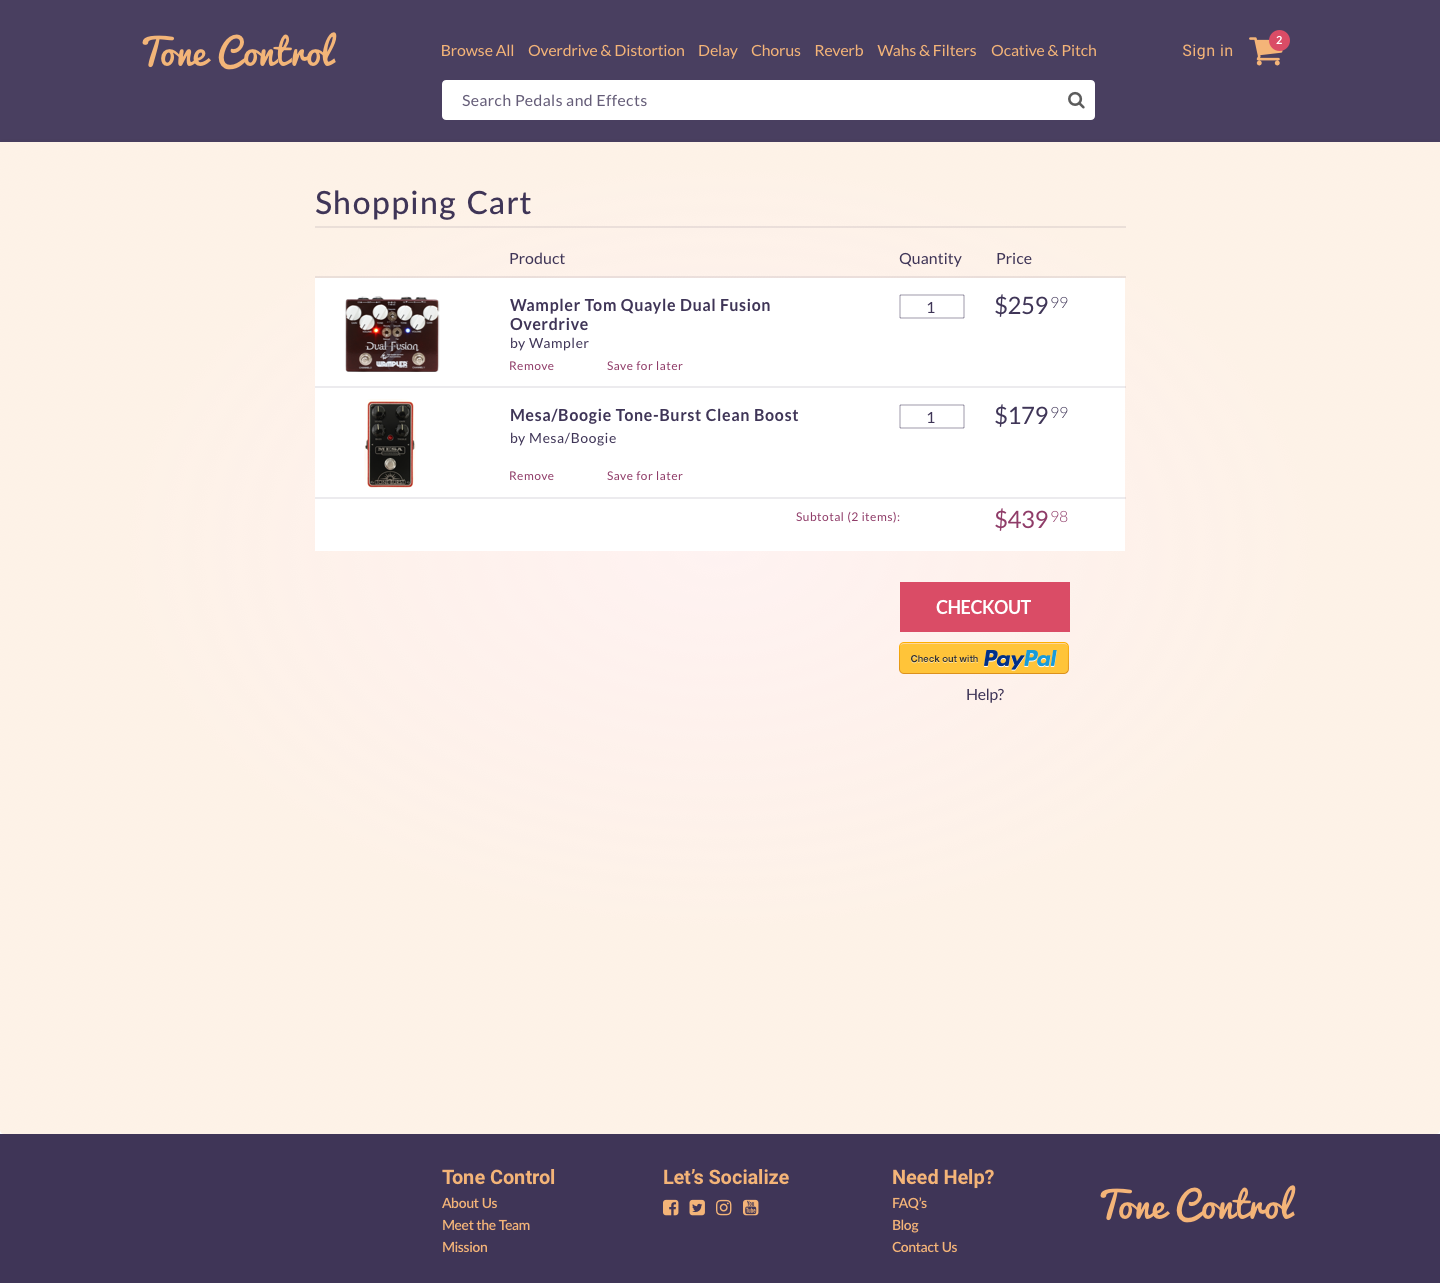 Tone Control
Browse All Overdrive & Distortion Delay Chorus Reverb Wahs & Filters Ocative & Pitch
Sign in
2
Search Pedals and Effects
Shopping Cart
Product Quantity Price
Dual Fusion
WAMPLER
Wampler Tom Quayle Dual Fusion
Overdrive
by Wampler
Remove Save for later
1
$259 99
MESA
Mesa/Boogie Tone-Burst Clean Boost
by Mesa/Boogie
Remove Save for later
1
$179 99
Subtotal (2 items): $439 98
CHECKOUT
Check out with PayPal
Help?
Tone Control
About Us
Meet the Team
Mission
Let’s Socialize
Need Help?
FAQ’s
Blog
Contact Us
Tone Control